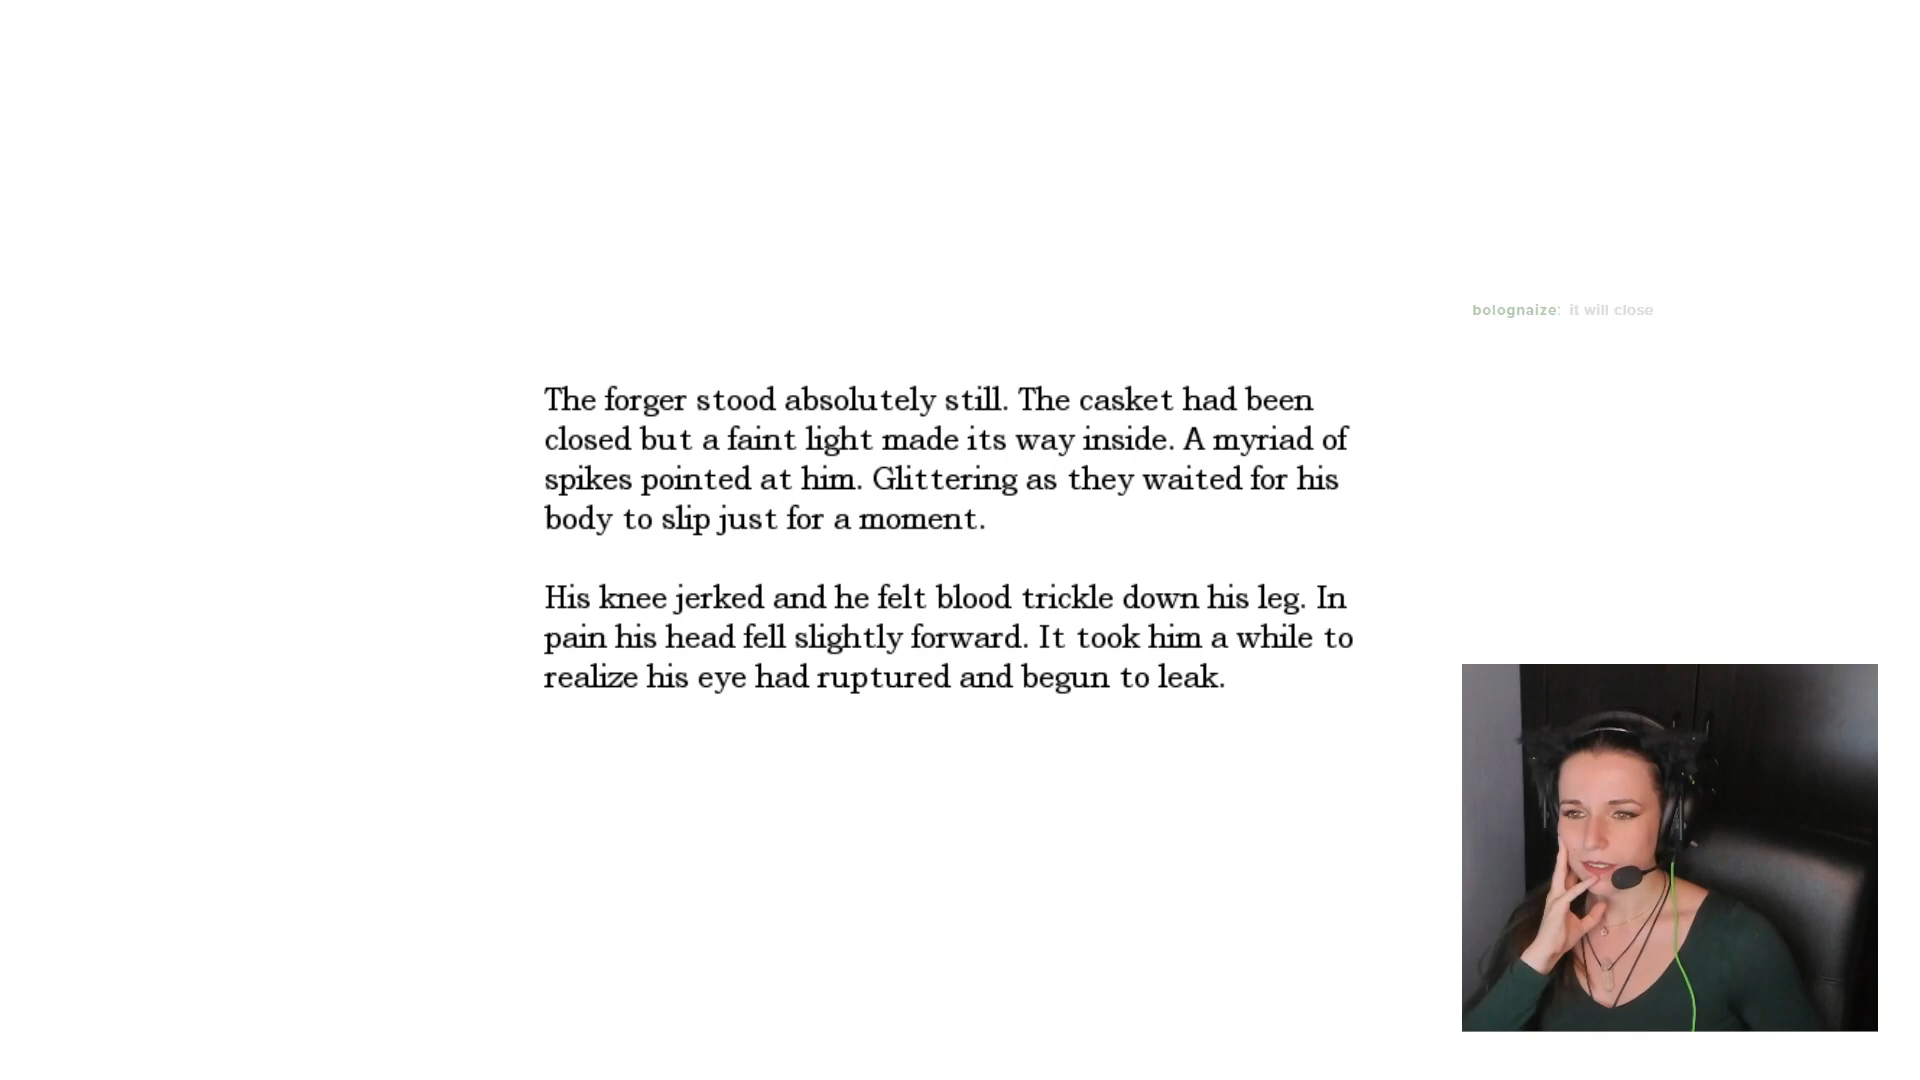 bolognaize: it will close
The forger stood absolutely still. The casket had been
closed but a faint light made its way inside. A myriad of
spikes pointed at him. Glittering as they waited for his
body to slip just for a moment.
His knee jerked and he felt blood trickle down his leg. In
pain his head fell slightly forward. It took him a while to
realize his eye had ruptured and begun to leak.